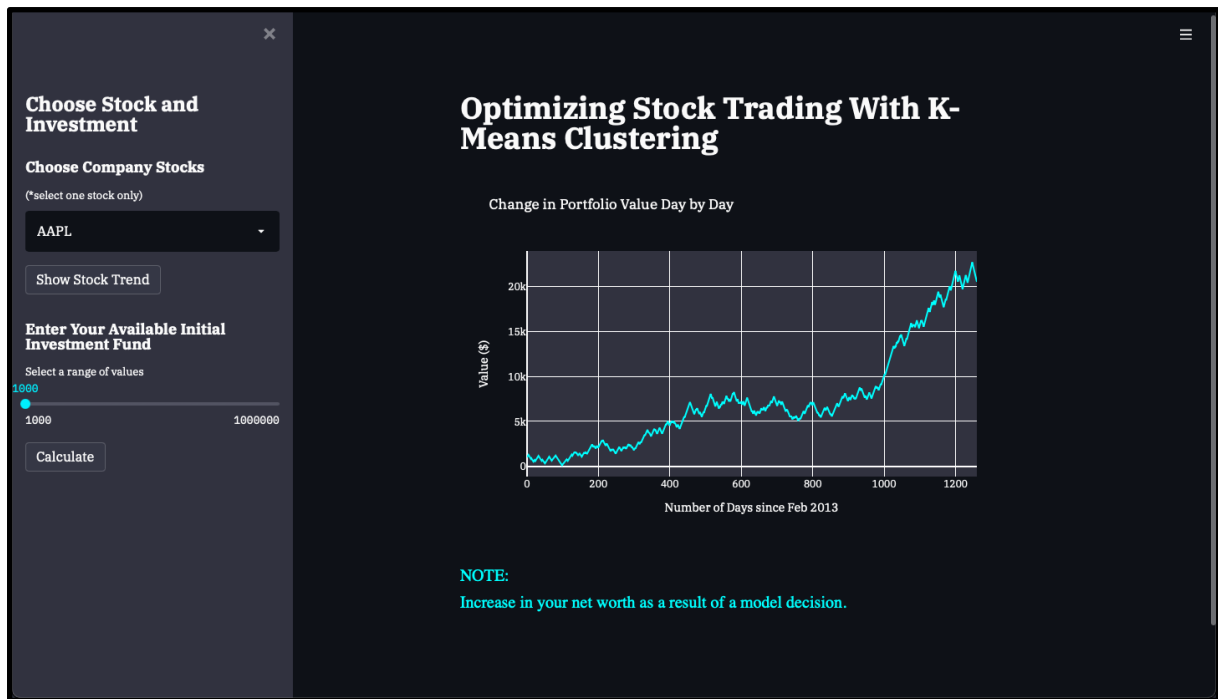 ×
Choose Stock and
Investment
Choose Company Stocks
(*select one stock only)
AAPL
Show Stock Trend
Enter Your Available Initial
Investment Fund
Select a range of values
1000
1000 1000000
Calculate
☰
Optimizing Stock Trading With K-
Means Clustering
Change in Portfolio Value Day by Day
Value ($)
20k
15k
10k
5k
0
0 200 400 600 800 1000 1200
Number of Days since Feb 2013
NOTE:
Increase in your net worth as a result of a model decision.